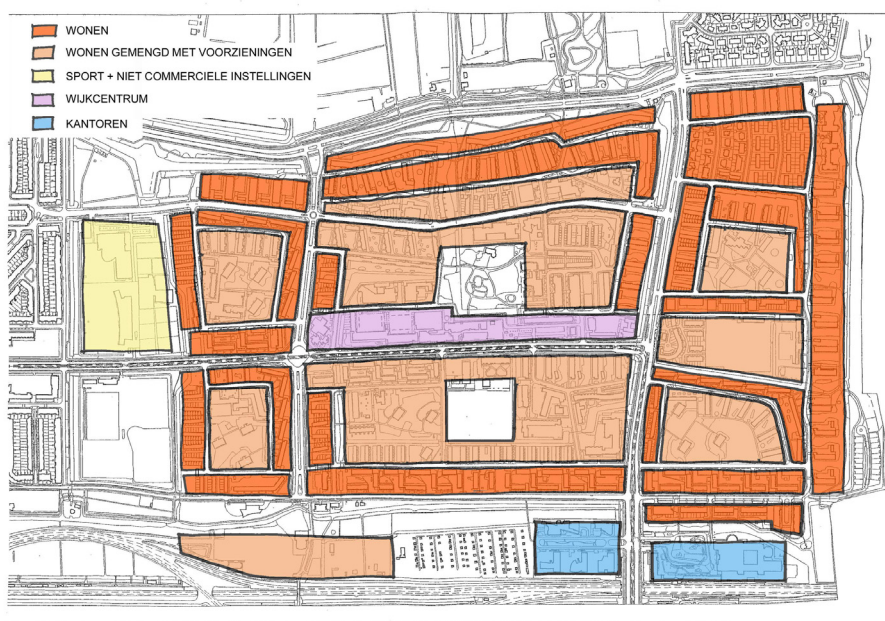 WONEN
WONEN GEMENGD MET VOORZIENINGEN
SPORT + NIET COMMERCIELE INSTELLINGEN
WIJKCENTRUM
KANTOREN